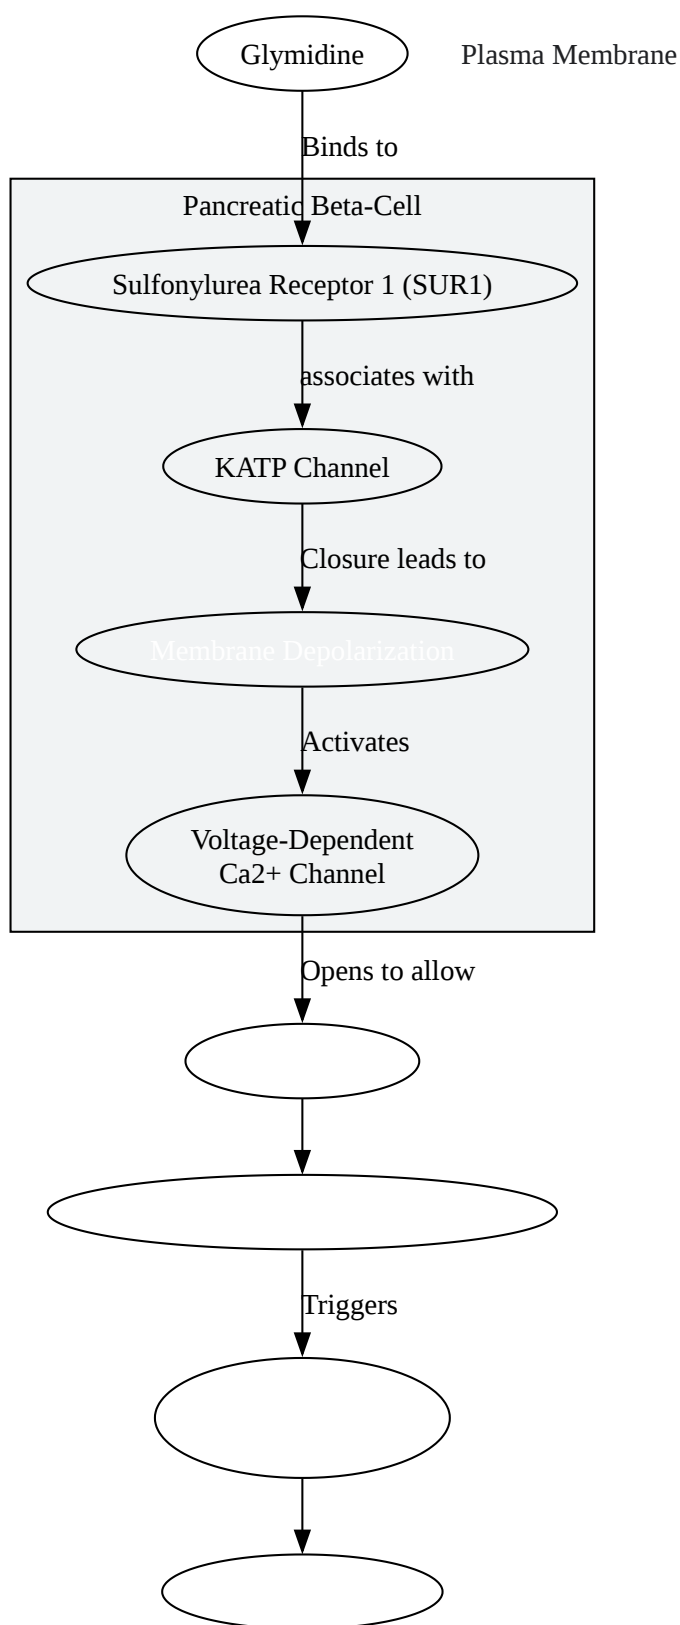 Glymidine
Plasma Membrane
Binds to
Pancreatic Beta-Cell
Sulfonylurea Receptor 1 (SUR1)
associates with
KATP Channel
Closure leads to
Membrane Depolarization
Activates
Voltage-Dependent
Ca2+ Channel
Opens to allow
Triggers